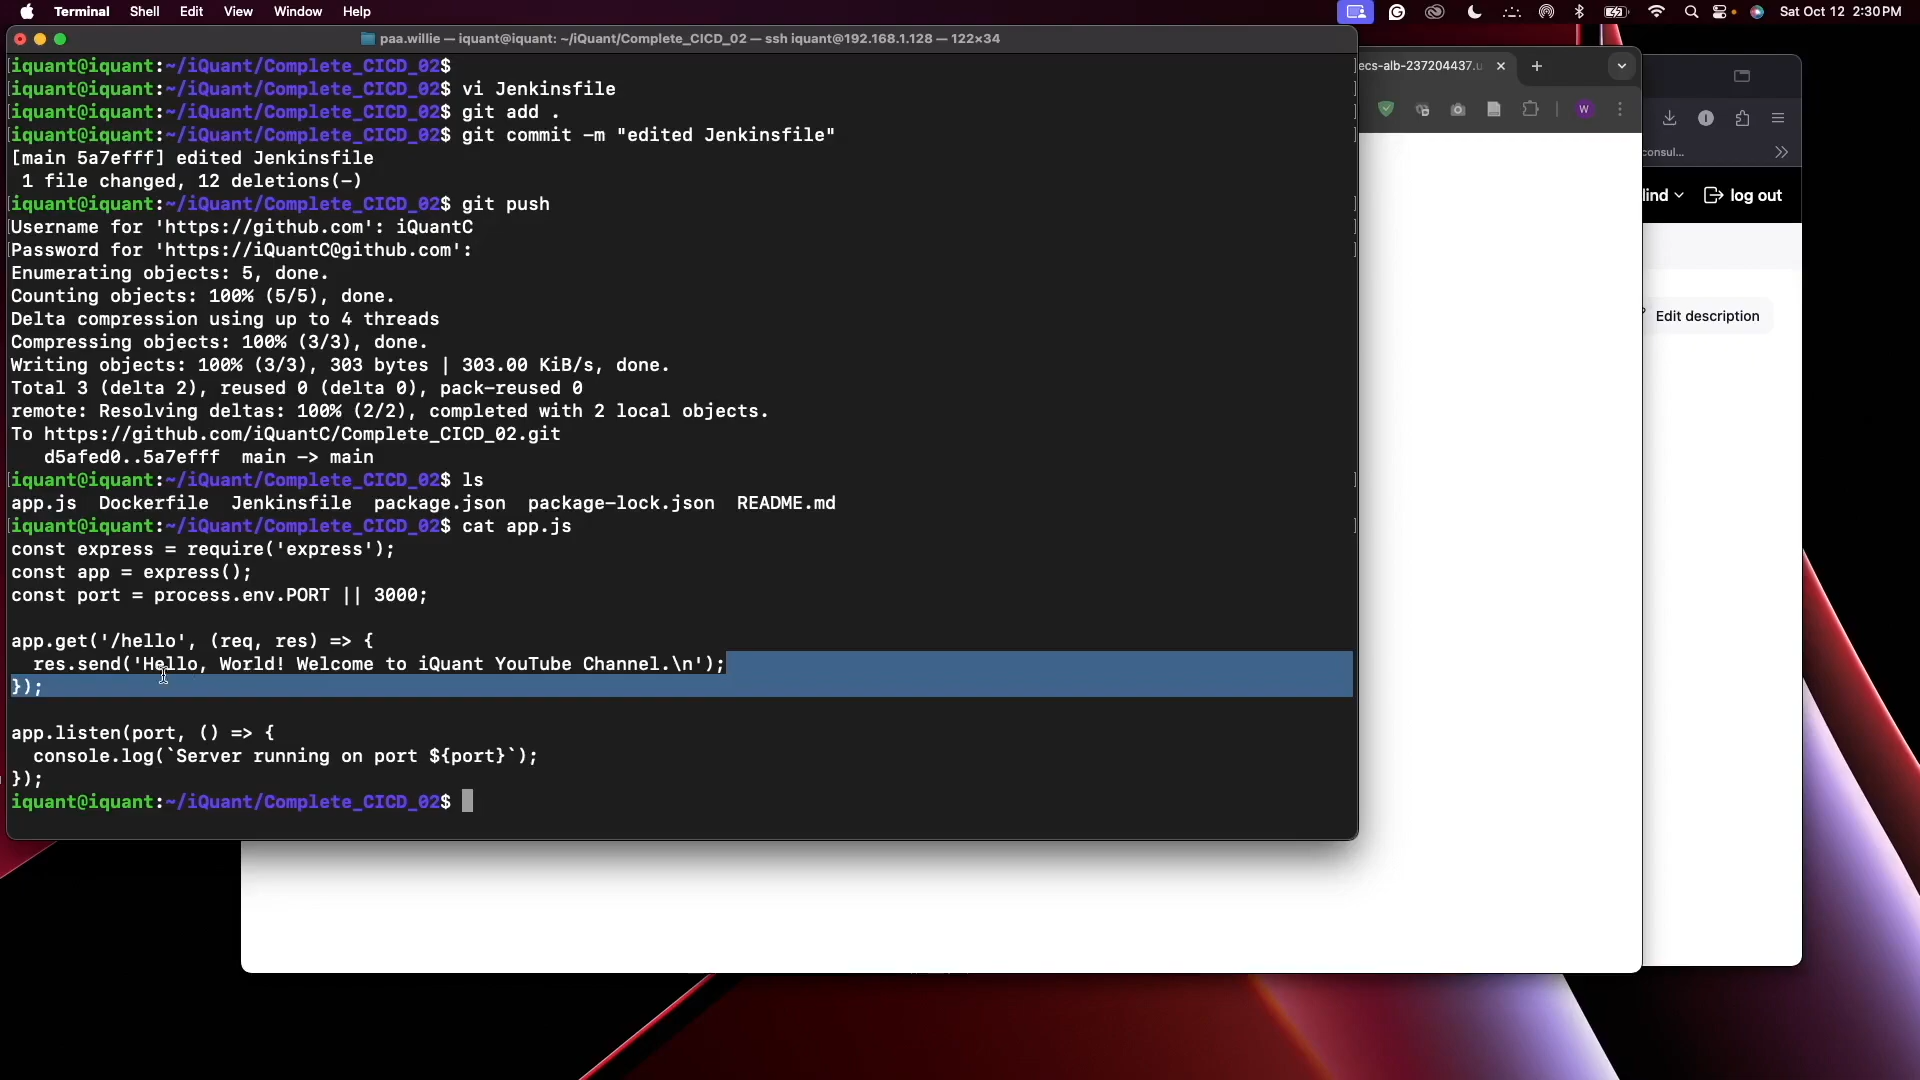 Terminal Shell Edit View Window Help
Sat Oct 12 2:30 PM
paa.willie — iquant@iquant: ~/iQuant/Complete_CICD_02 — ssh iquant@192.168.1.128 — 122×34
iquant@iquant:~/iQuant/Complete_CICD_02$
iquant@iquant:~/iQuant/Complete_CICD_02$ vi Jenkinsfile
iquant@iquant:~/iQuant/Complete_CICD_02$ git add .
iquant@iquant:~/iQuant/Complete_CICD_02$ git commit -m "edited Jenkinsfile"
[main 5a7efff] edited Jenkinsfile
1 file changed, 12 deletions(-)
iquant@iquant:~/iQuant/Complete_CICD_02$ git push
Username for 'https://github.com': iQuantC
Password for 'https://iQuantC@github.com':
Enumerating objects: 5, done.
Counting objects: 100% (5/5), done.
Delta compression using up to 4 threads
Compressing objects: 100% (3/3), done.
Writing objects: 100% (3/3), 303 bytes | 303.00 KiB/s, done.
Total 3 (delta 2), reused 0 (delta 0), pack-reused 0
remote: Resolving deltas: 100% (2/2), completed with 2 local objects.
To https://github.com/iQuantC/Complete_CICD_02.git
d5afed0..5a7efff  main -> main
iquant@iquant:~/iQuant/Complete_CICD_02$ ls
app.js  Dockerfile  Jenkinsfile  package.json  package-lock.json  README.md
iquant@iquant:~/iQuant/Complete_CICD_02$ cat app.js
const express = require('express');
const app = express();
const port = process.env.PORT || 3000;
app.get('/hello', (req, res) => {
res.send('Hello, World! Welcome to iQuant YouTube Channel.\n');
});
app.listen(port, () => {
console.log(`Server running on port ${port}`);
});
iquant@iquant:~/iQuant/Complete_CICD_02$
ecs-alb-237204437.u
W
consul...
lind
log out
Edit description